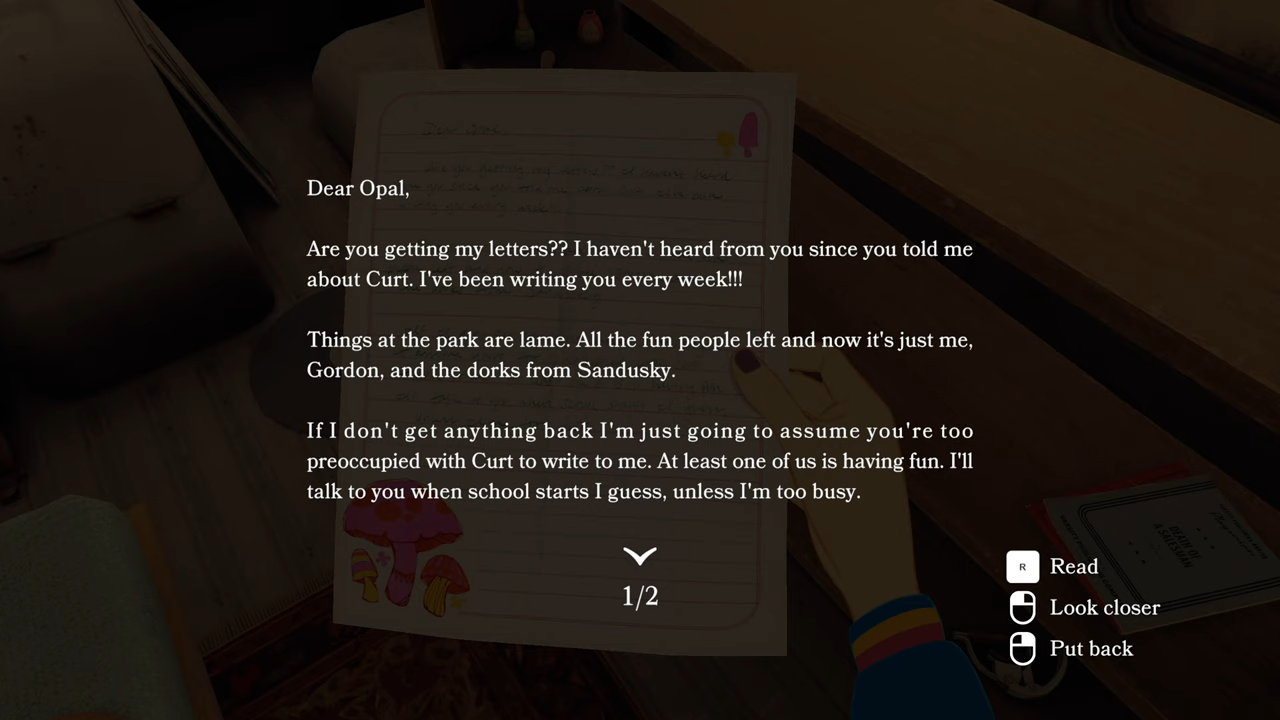 Dear Opal,
Are you getting my letters?? I haven't heard from you since you told me
about Curt. I've been writing you every week!!!
Things at the park are lame. All the fun people left and now it's just me,
Gordon, and the dorks from Sandusky.
If I don't get anything back I'm just going to assume you're too
preoccupied with Curt to write to me. At least one of us is having fun. I'll
talk to you when school starts I guess, unless I'm too busy.
1/2
R Read
Look closer
Put back
DEATH OF
A SALESMAN